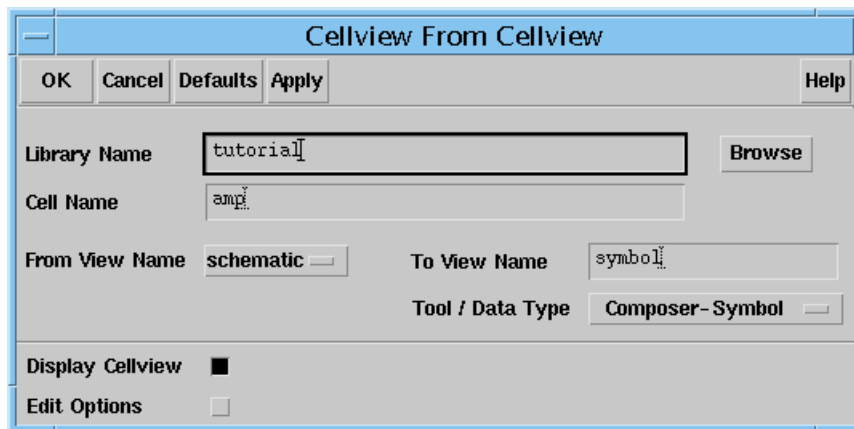 Cellview From Cellview
OK Cancel Defaults Apply Help
Library Name tutorial Browse
Cell Name amp
From View Name schematic To View Name symbol
Tool / Data Type Composer-Symbol
Display Cellview
Edit Options